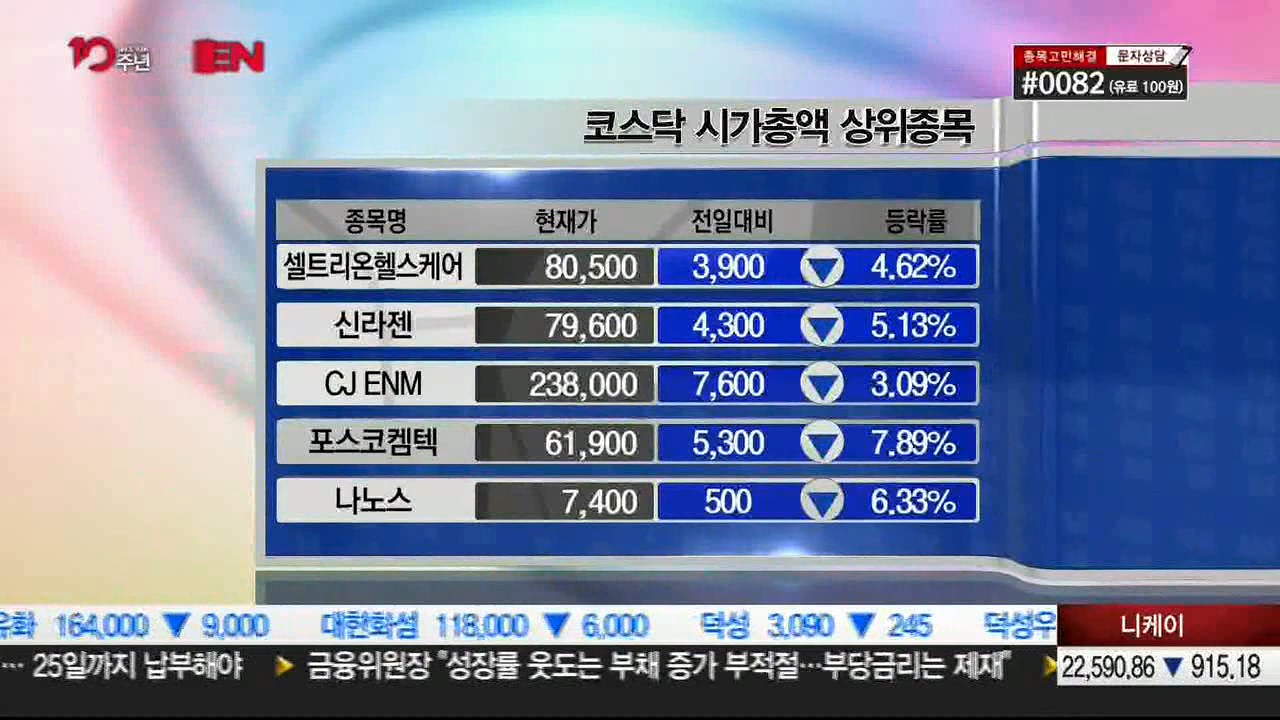 10주년 EN
종목고민해결 문자상담
#0082 (유료 100원)
코스닥 시가총액 상위종목
종목명 현재가 전일대비 등락률
셀트리온헬스케어 80,500 3,900 ▼ 4.62%
신라젠 79,600 4,300 ▼ 5.13%
CJ ENM 238,000 7,600 ▼ 3.09%
포스코켐텍 61,900 5,300 ▼ 7.89%
나노스 7,400 500 ▼ 6.33%
유화 164,000 ▼ 9,000 대한화섬 118,000 ▼ 6,000 덕성 3,090 ▼ 245 덕성우
니케이
… 25일까지 납부해야 ▶ 금융위원장 "성장률 웃도는 부채 증가 부적절…부당금리는 제재"
22,590.86 ▼ 915.18